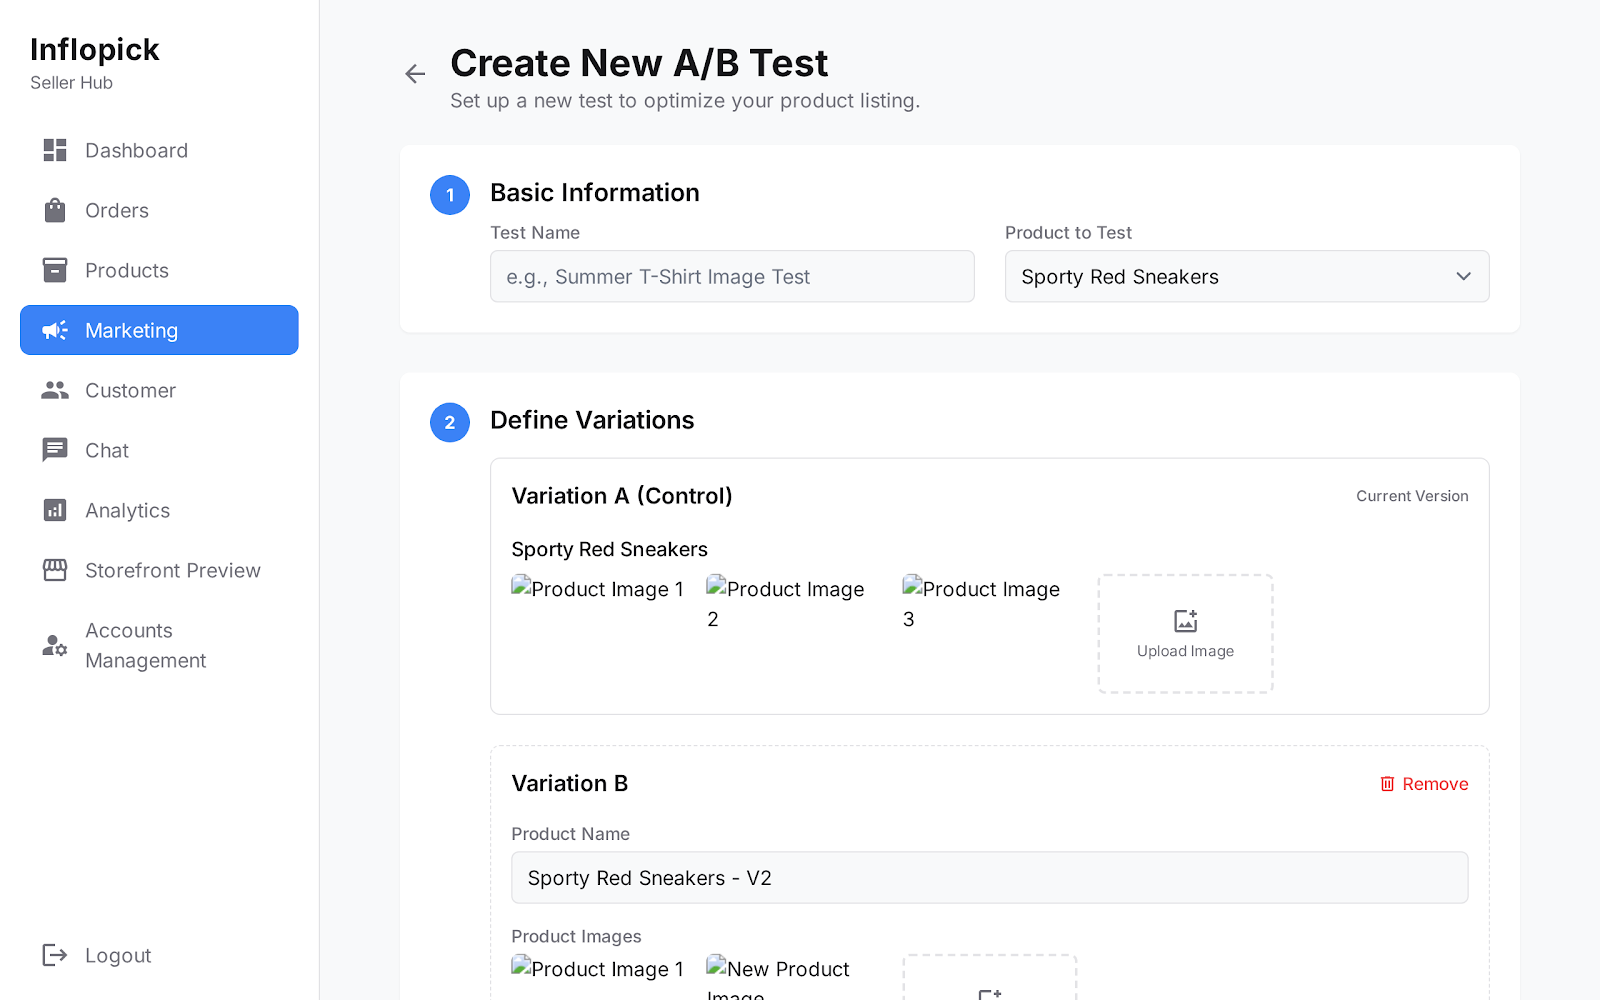 Inflopick
Seller Hub
Dashboard
Orders
Products
Marketing
Customer
Chat
Analytics
Storefront Preview
Accounts
Management
Logout
Create New A/B Test
Set up a new test to optimize your product listing.
1
Basic Information
Test Name
e.g., Summer T-Shirt Image Test
Product to Test
Sporty Red Sneakers
2
Define Variations
Variation A (Control)
Current Version
Sporty Red Sneakers
Product Image 1
Product Image
2
Product Image
3
Upload Image
Variation B
Remove
Product Name
Sporty Red Sneakers - V2
Product Images
Product Image 1
New Product
Image